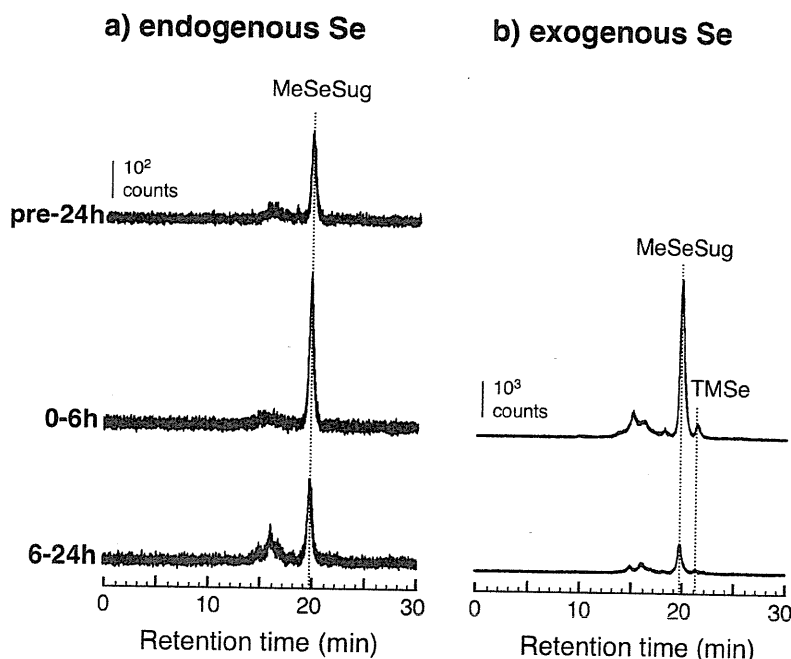 a) endogenous Se
b) exogenous Se
MeSeSug
10² counts
pre-24h
0-6h
6-24h
0 10 20 30
Retention time (min)
MeSeSug
TMSe
10³ counts
0 10 20 30
Retention time (min)